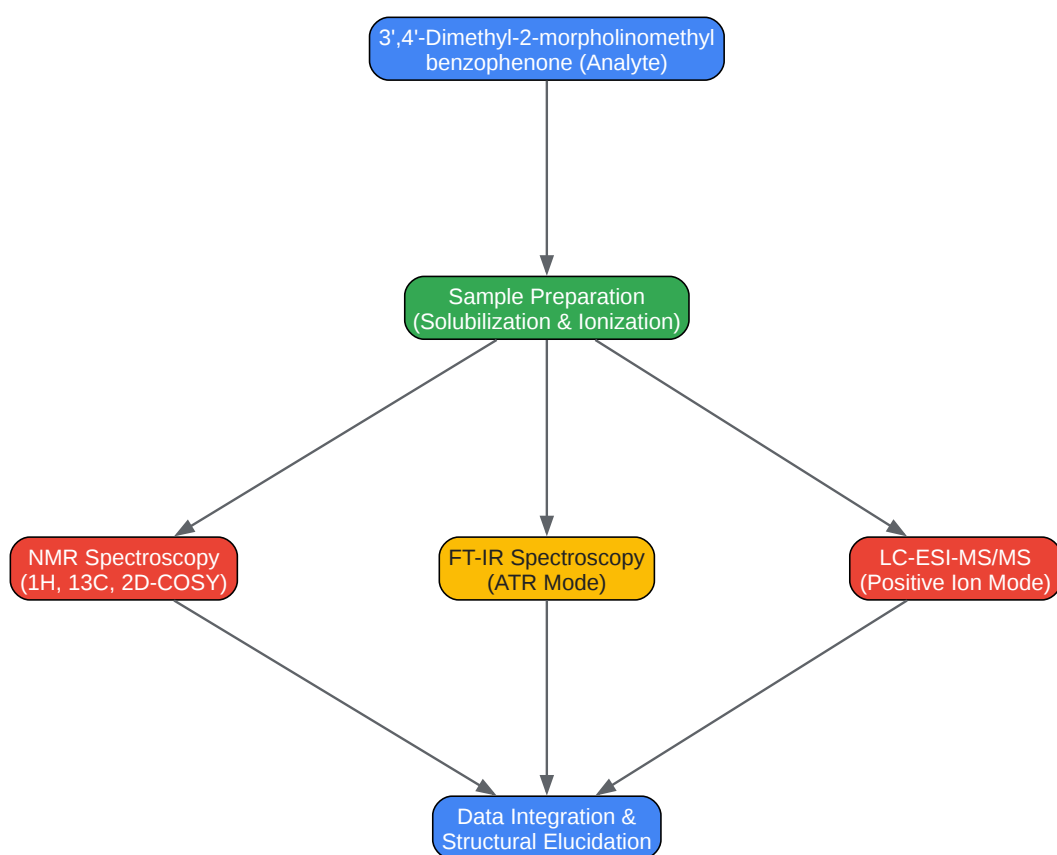 3',4'-Dimethyl-2-morpholinomethyl
benzophenone (Analyte)
Sample Preparation
(Solubilization & Ionization)
NMR Spectroscopy
(1H, 13C, 2D-COSY)
FT-IR Spectroscopy
(ATR Mode)
LC-ESI-MS/MS
(Positive Ion Mode)
Data Integration &
Structural Elucidation